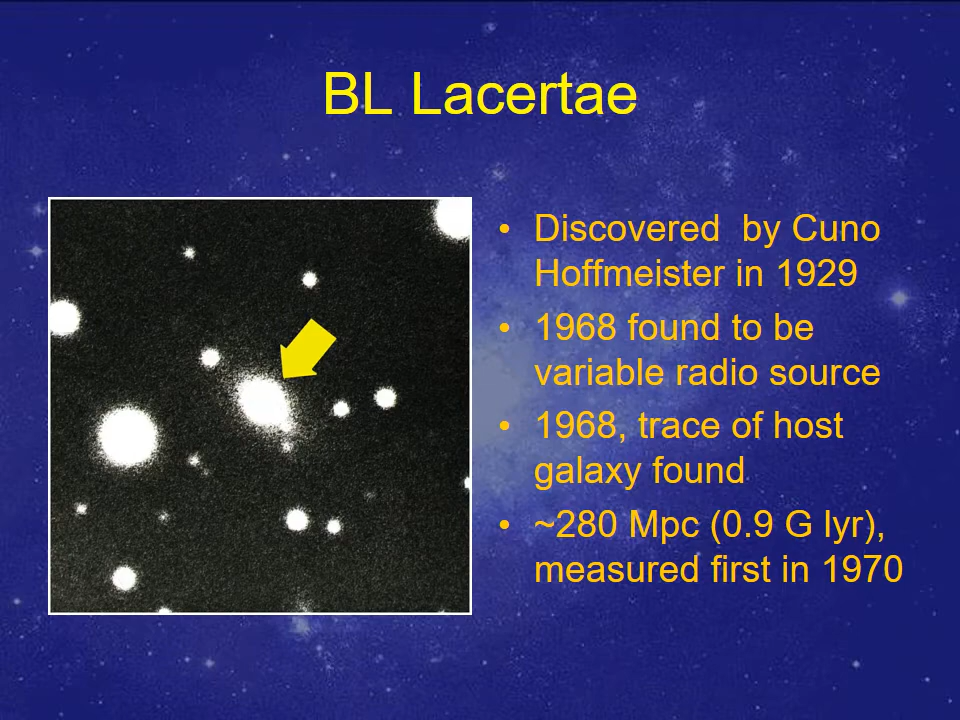 BL Lacertae
• Discovered  by Cuno
Hoffmeister in 1929
• 1968 found to be
variable radio source
• 1968, trace of host
galaxy found
• ~280 Mpc (0.9 G lyr),
measured first in 1970